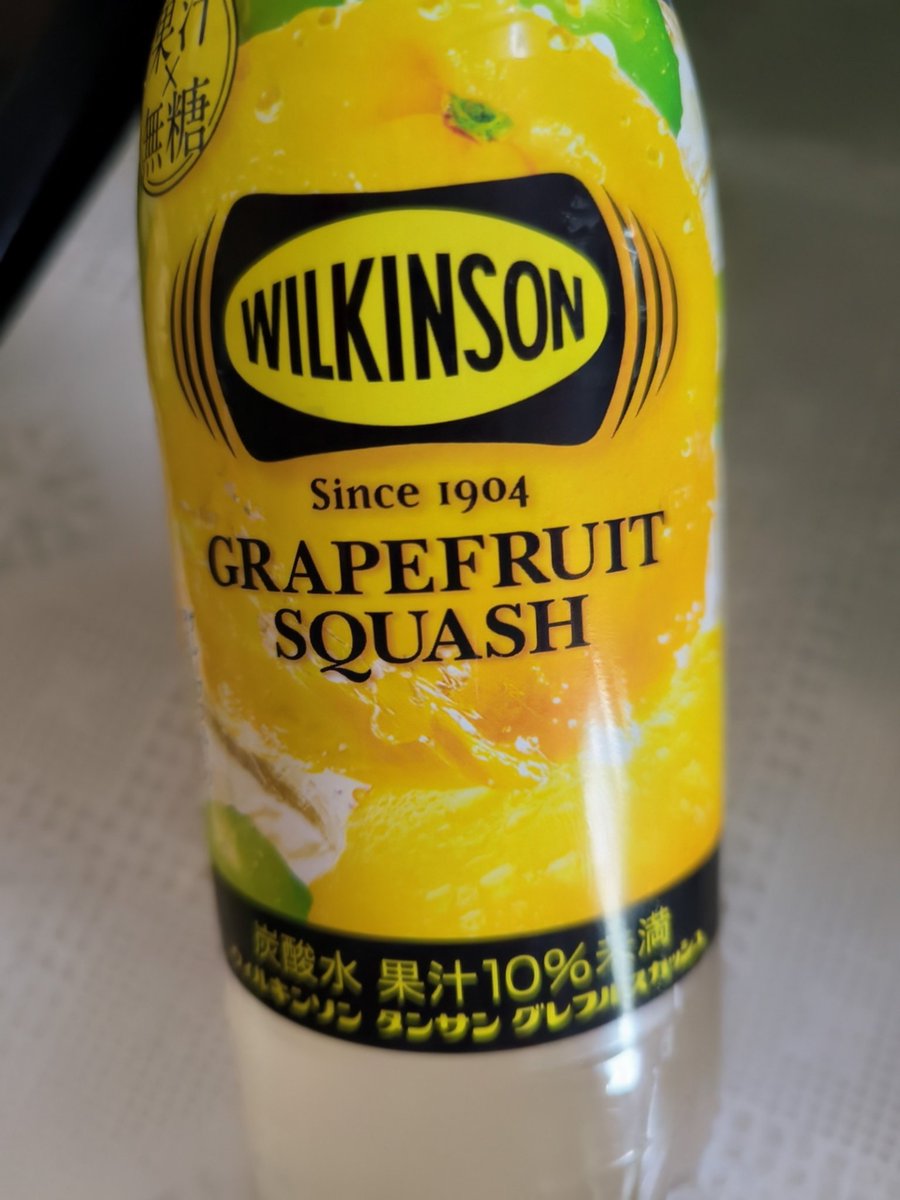 果汁
×
無糖
WILKINSON
Since 1904
GRAPEFRUIT
SQUASH
炭酸水 果汁10%未満
ウィルキンソン タンサン グレフルスカッシュ